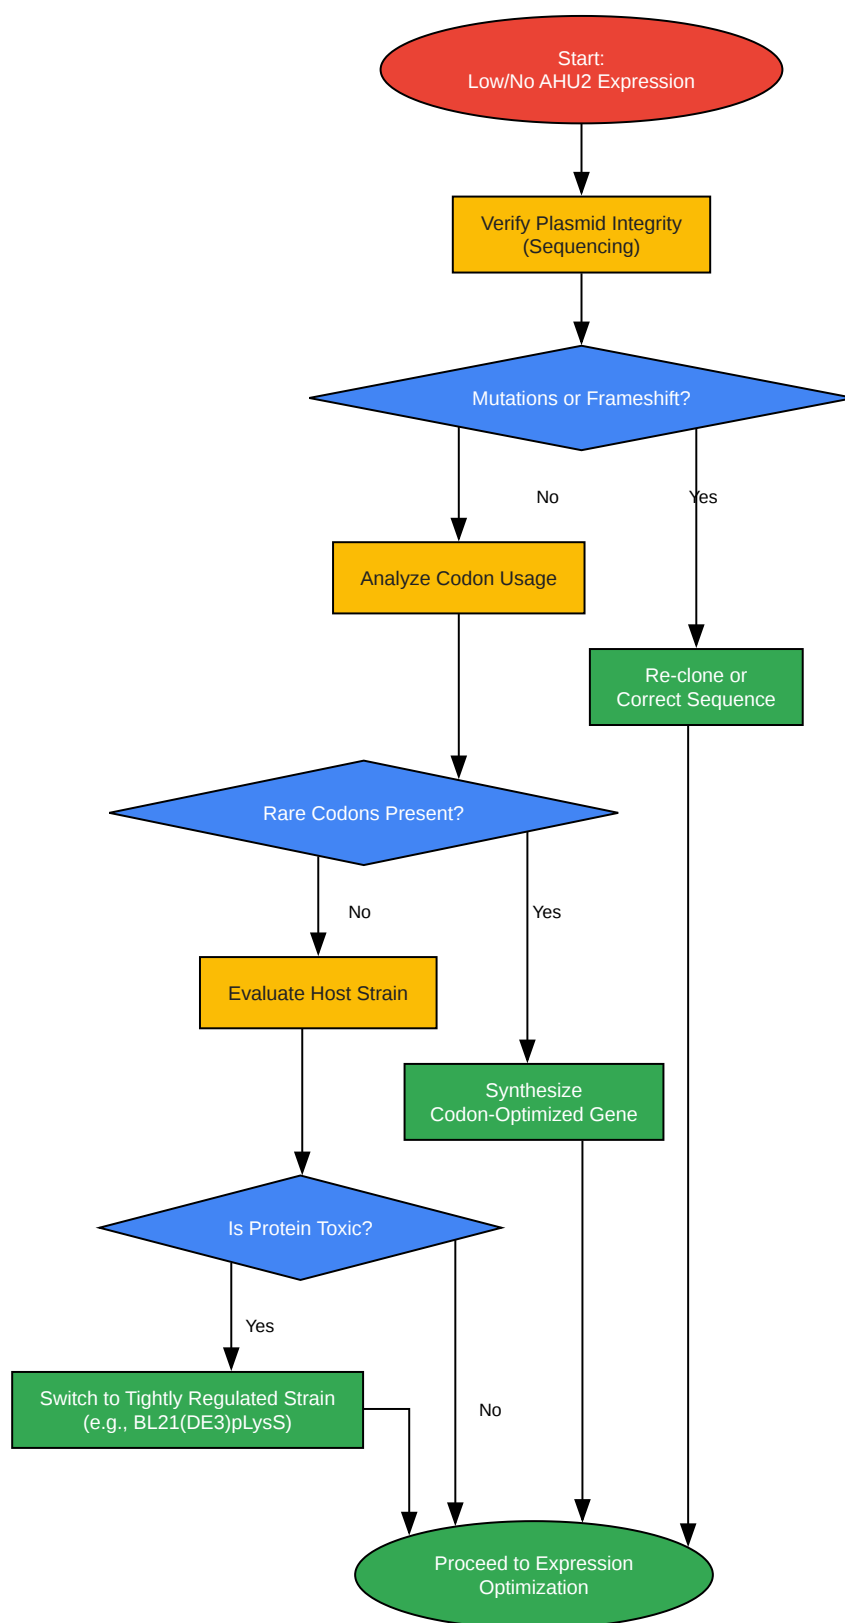 Start:
Low/No AHU2 Expression
Verify Plasmid Integrity
(Sequencing)
Mutations or Frameshift?
No
Yes
Analyze Codon Usage
Re-clone or
Correct Sequence
Rare Codons Present?
No
Yes
Evaluate Host Strain
Synthesize
Codon-Optimized Gene
Is Protein Toxic?
Yes
Switch to Tightly Regulated Strain
(e.g., BL21(DE3)pLysS)
No
Proceed to Expression
Optimization